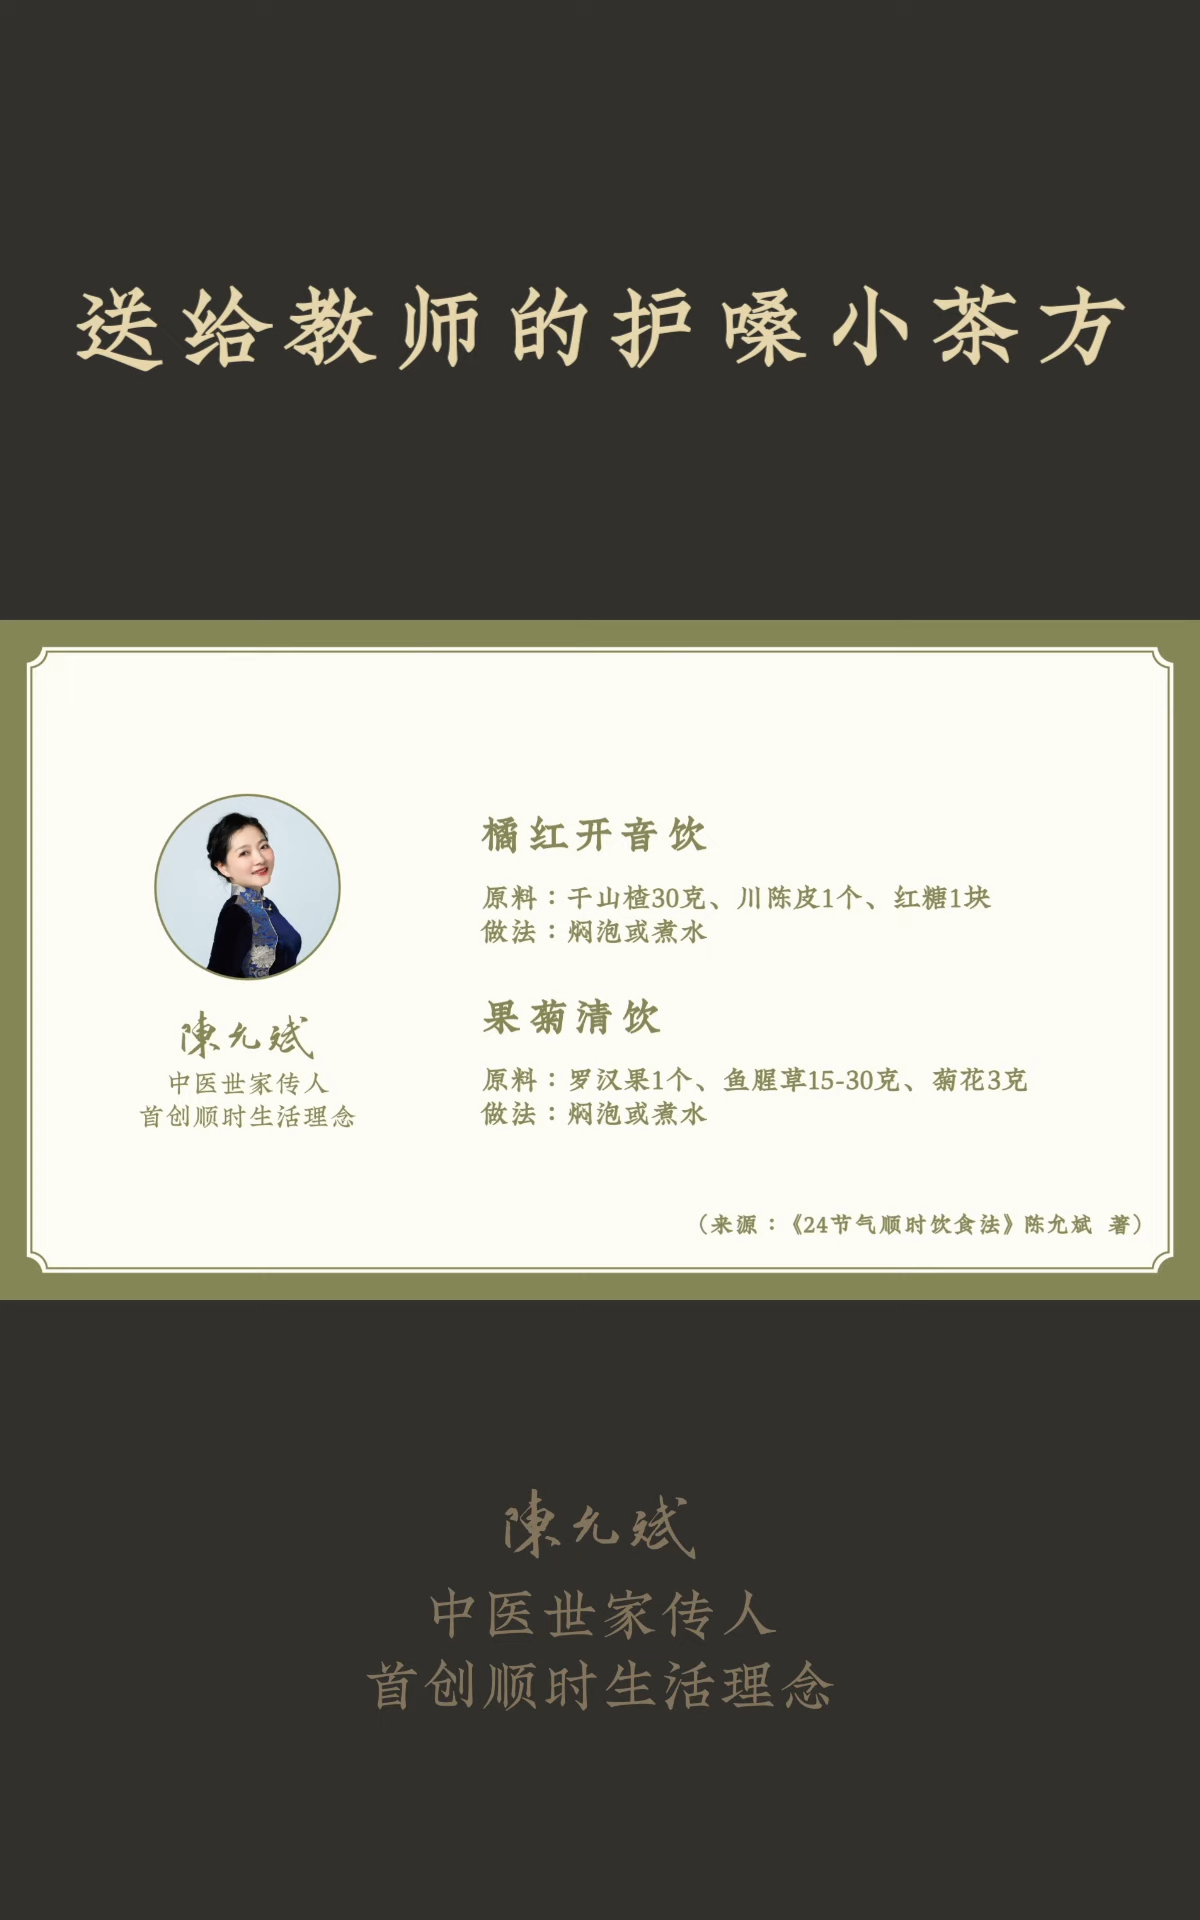 送给教师的护嗓小茶方
陳允斌
中医世家传人
首创顺时生活理念
橘红开音饮
原料：干山楂30克、川陈皮1个、红糖1块
做法：焖泡或煮水
果菊清饮
原料：罗汉果1个、鱼腥草15-30克、菊花3克
做法：焖泡或煮水
（来源：《24节气顺时饮食法》陈允斌 著）
陳允斌
中医世家传人
首创顺时生活理念